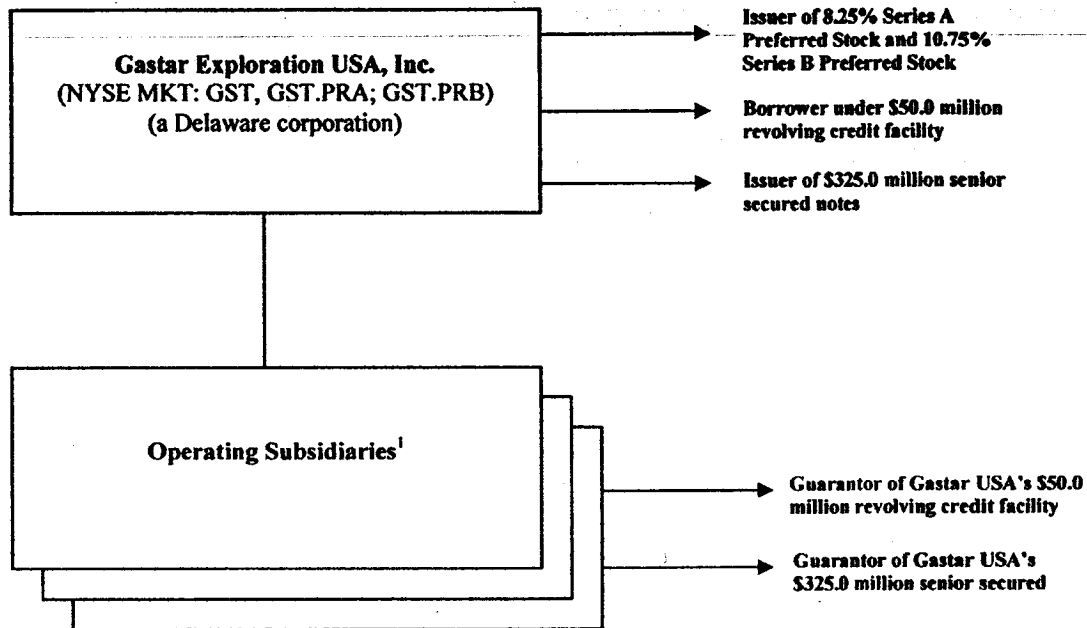 Issuer of 8.25% Series A
Preferred Stock and 10.75%
Series B Preferred Stock
Gastar Exploration USA, Inc.
(NYSE MKT: GST, GST.PRA; GST.PRB)
(a Delaware corporation)
Borrower under $50.0 million
revolving credit facility
Issuer of $325.0 million senior
secured notes
Operating Subsidiaries¹
Guarantor of Gastar USA's $50.0
million revolving credit facility
Guarantor of Gastar USA's
$325.0 million senior secured